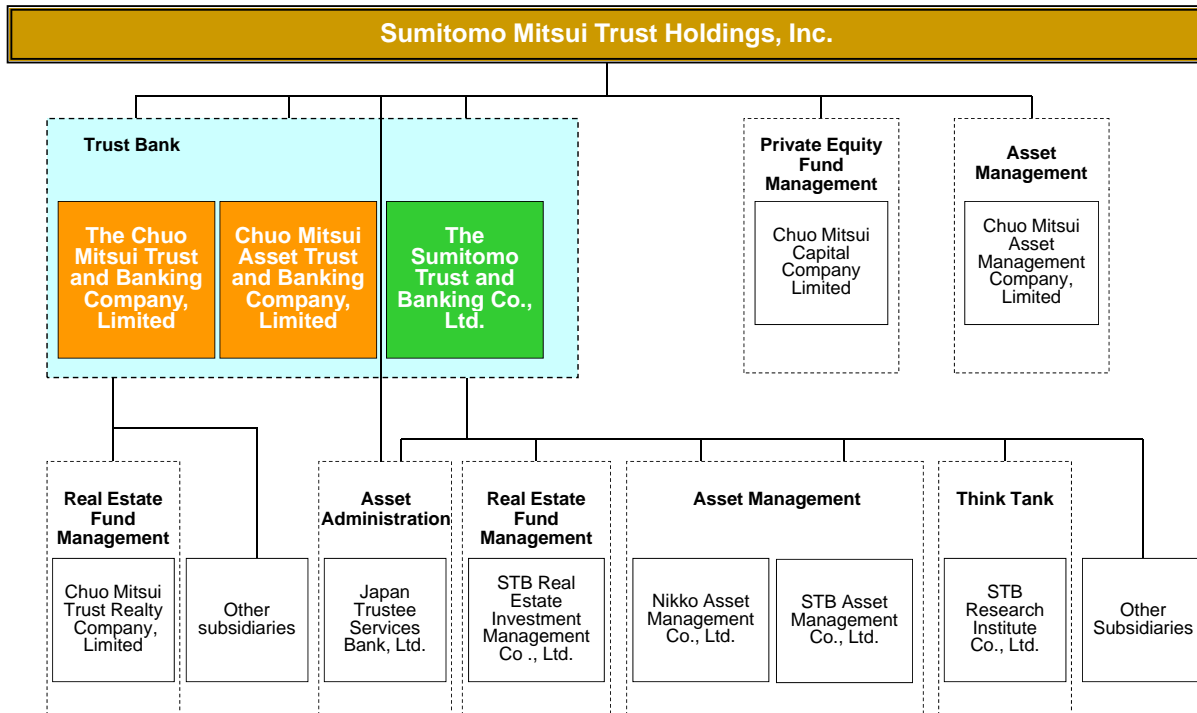 Sumitomo Mitsui Trust Holdings, Inc.
Trust Bank
The Chuo
Mitsui Trust
and Banking
Company,
Limited
Chuo Mitsui
Asset Trust
and Banking
Company,
Limited
The
Sumitomo
Trust and
Banking Co.,
Ltd.
Private Equity
Fund
Management
Chuo Mitsui
Capital
Company
Limited
Asset
Management
Chuo Mitsui
Asset
Management
Company,
Limited
Real Estate
Fund
Management
Chuo Mitsui
Trust Realty
Company,
Limited
Other
subsidiaries
Asset
Administration
Japan
Trustee
Services
Bank, Ltd.
Real Estate
Fund
Management
STB Real
Estate
Investment
Management
Co ., Ltd.
Asset Management
Nikko Asset
Management
Co., Ltd.
STB Asset
Management
Co., Ltd.
Think Tank
STB
Research
Institute
Co., Ltd.
Other
Subsidiaries